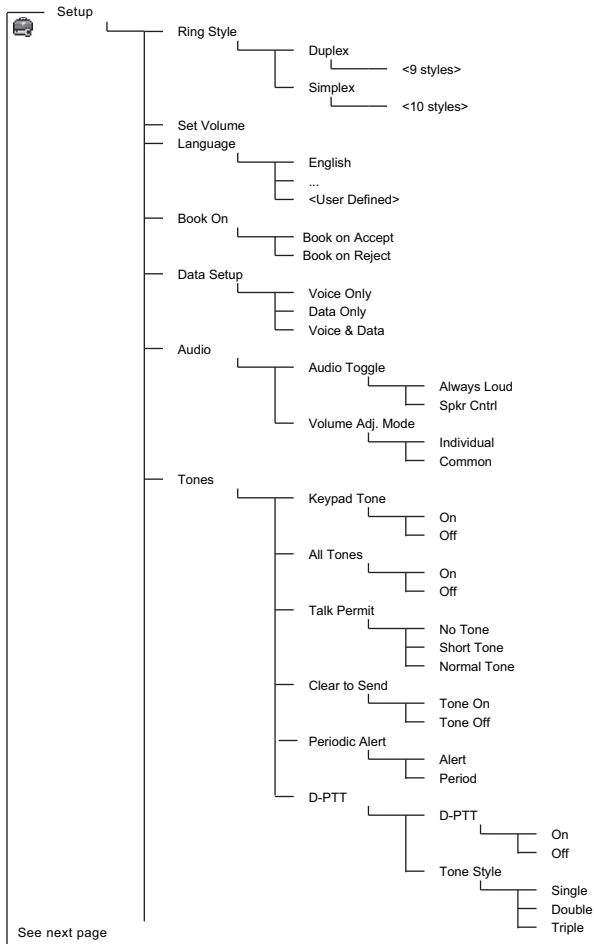 Setup
Ring Style
Duplex
<9 styles>
Simplex
<10 styles>
Set Volume
Language
English
...
<User Defined>
Book On
Book on Accept
Book on Reject
Data Setup
Voice Only
Data Only
Voice & Data
Audio
Audio Toggle
Always Loud
Spkr Cntrl
Volume Adj. Mode
Individual
Common
Tones
Keypad Tone
On
Off
All Tones
On
Off
Talk Permit
No Tone
Short Tone
Normal Tone
Clear to Send
Tone On
Tone Off
Periodic Alert
Alert
Period
D-PTT
D-PTT
On
Off
Tone Style
Single
Double
Triple
See next page